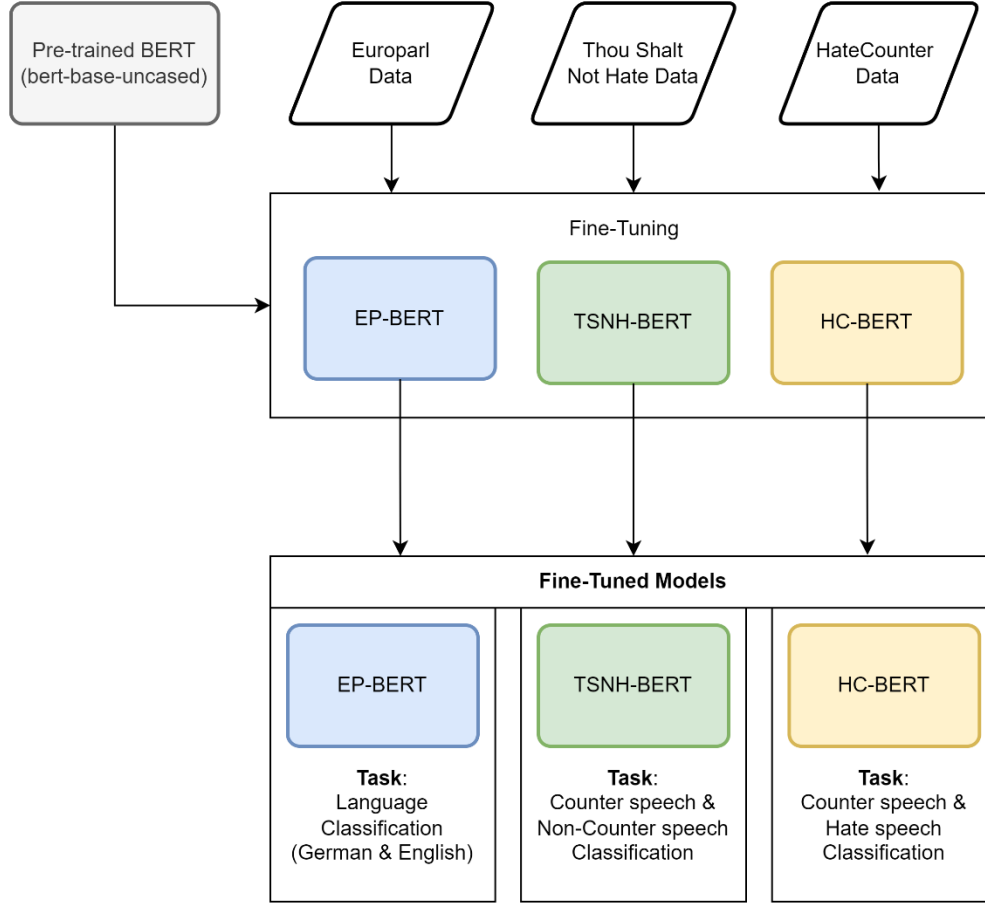 Pre-trained BERT
(bert-base-uncased)
Europarl
Data
Thou Shalt
Not Hate Data
HateCounter
Data
Fine-Tuning
EP-BERT
TSNH-BERT
HC-BERT
Fine-Tuned Models
EP-BERT
TSNH-BERT
HC-BERT
Task:
Language
Classification
(German & English)
Task:
Counter speech &
Non-Counter speech
Classification
Task:
Counter speech &
Hate speech
Classification